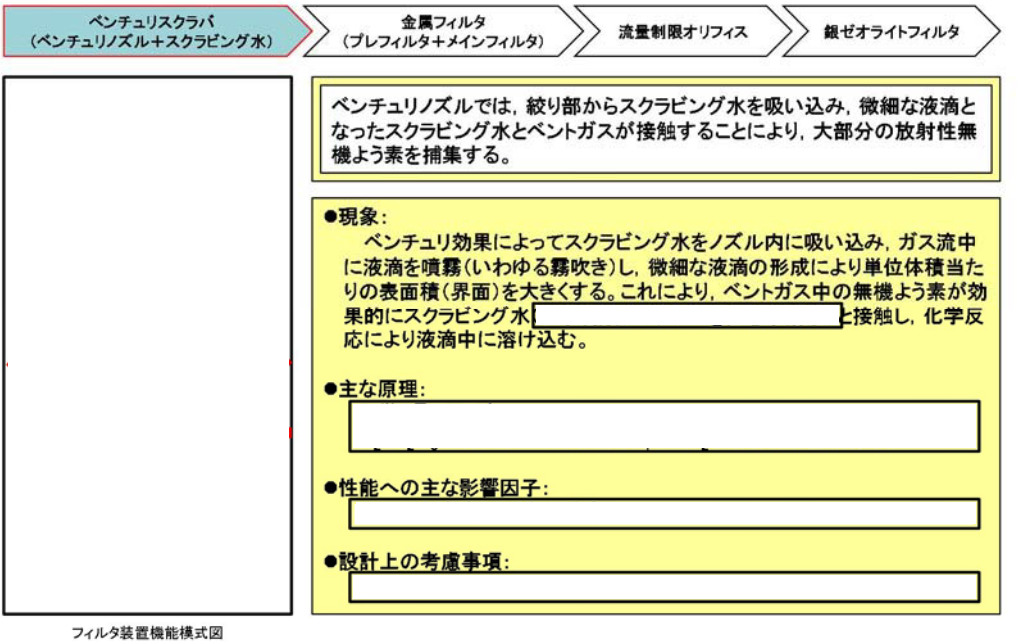 ベンチュリスクラバ
(ベンチュリノズル+スクラビング水)
金属フィルタ
(プレフィルタ+メインフィルタ)
流量制限オリフィス
銀ゼオライトフィルタ
ベンチュリノズルでは,絞り部からスクラビング水を吸い込み,微細な液滴と
なったスクラビング水とベントガスが接触することにより,大部分の放射性無
機よう素を捕集する。
●現象:
ベンチュリ効果によってスクラビング水をノズル内に吸い込み,ガス流中
に液滴を噴霧(いわゆる霧吹き)し,微細な液滴の形成により単位体積当た
りの表面積(界面)を大きくする。これにより,ベントガス中の無機よう素が効
果的にスクラビング水 と接触し,化学反
応により液滴中に溶け込む。
●主な原理:
●性能への主な影響因子:
●設計上の考慮事項:
フィルタ装置機能模式図